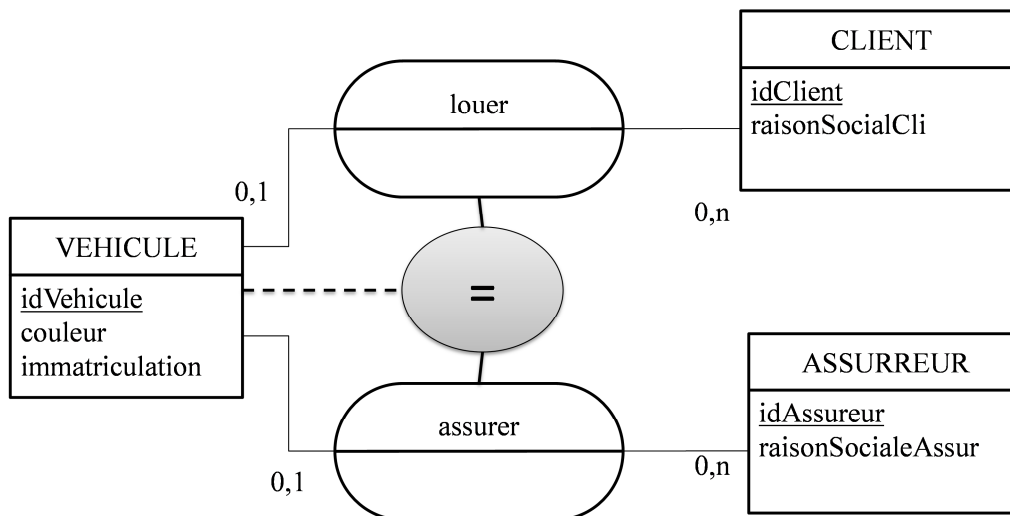 CLIENT
idClient
raisonSocialCli
louer
0,1
0,n
VEHICULE
idVehicule
couleur
immatriculation
=
ASSURREUR
idAssureur
raisonSocialeAssur
assurer
0,1
0,n